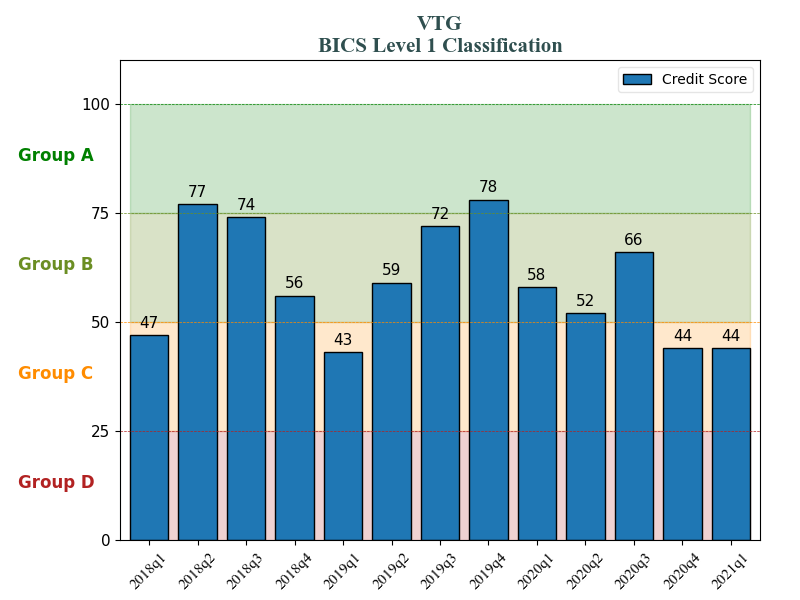 VTG
BICS Level 1 Classification
Credit Score
100
Group A
75
Group B
50
Group C
25
Group D
0
47
77
74
56
43
59
72
78
58
52
66
44
44
2018q1
2018q2
2018q3
2018q4
2019q1
2019q2
2019q3
2019q4
2020q1
2020q2
2020q3
2020q4
2021q1